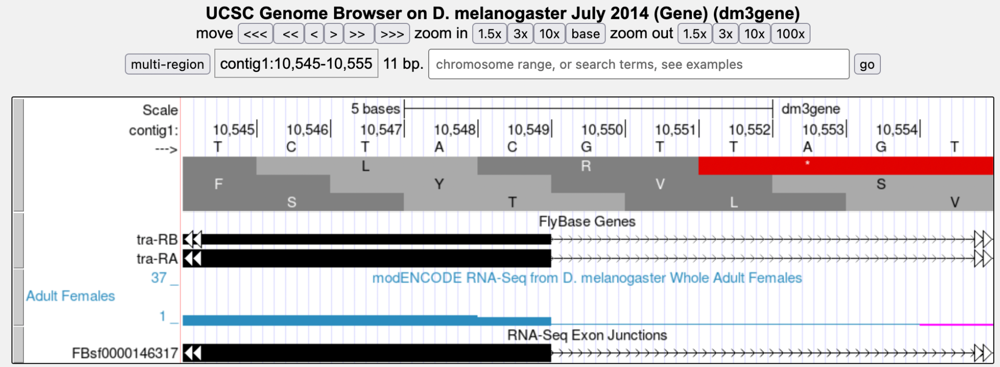 UCSC Genome Browser on D. melanogaster July 2014 (Gene) (dm3gene)
move <<< << < > >> >>> zoom in 1.5x 3x 10x base zoom out 1.5x 3x 10x 100x
multi-region contig1:10,545-10,555 11 bp. chromosome range, or search terms, see examples go
Scale 5 bases dm3gene
contig1: 10,545 10,546 10,547 10,548 10,549 10,550 10,551 10,552 10,553 10,554
---> T C T A C G T T A G T
L R *
F Y V S
S T L V
FlyBase Genes
tra-RB
tra-RA
37 _ modENCODE RNA-Seq from D. melanogaster Whole Adult Females
Adult Females
1 _
RNA-Seq Exon Junctions
FBsf0000146317